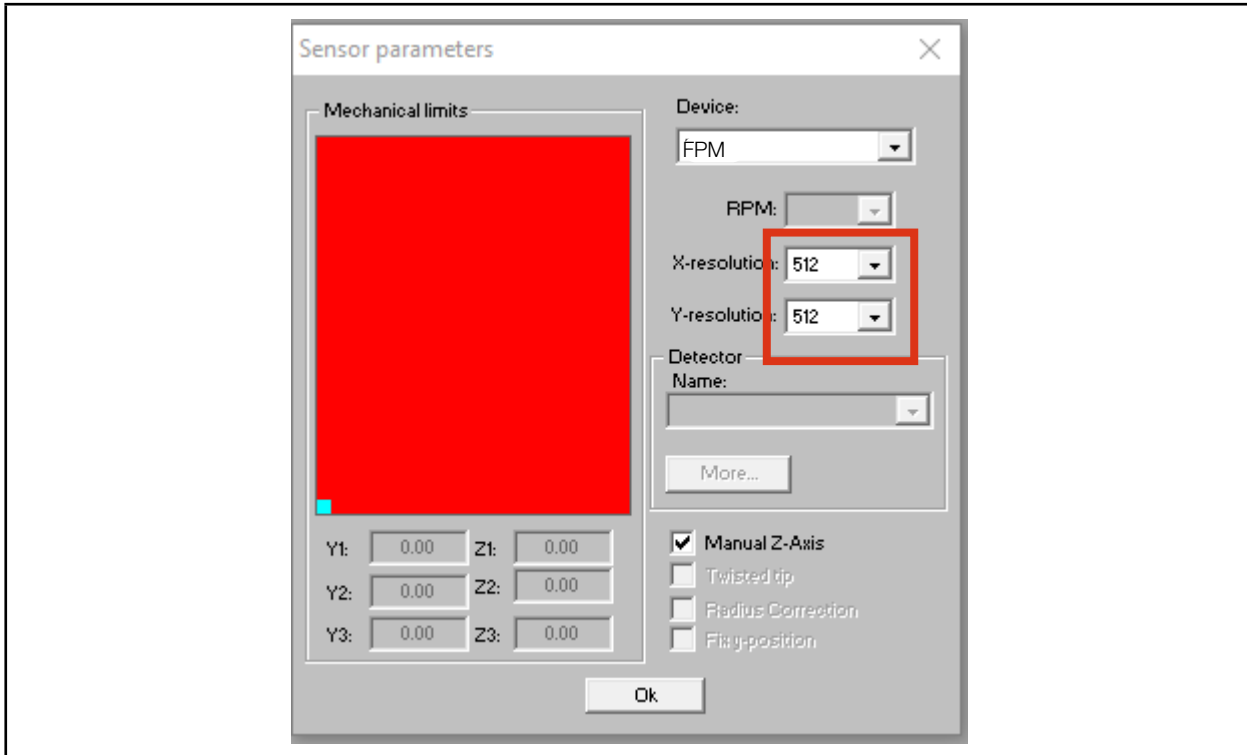 Sensor parameters
Mechanical limits
Y1: 0.00 Z1: 0.00
Y2: 0.00 Z2: 0.00
Y3: 0.00 Z3: 0.00
Device:
FPM
RPM:
X-resolution: 512
Y-resolution: 512
Detector
Name:
More...
Manual Z-Axis
Twisted tip
Radius Correction
Fix y-position
Ok